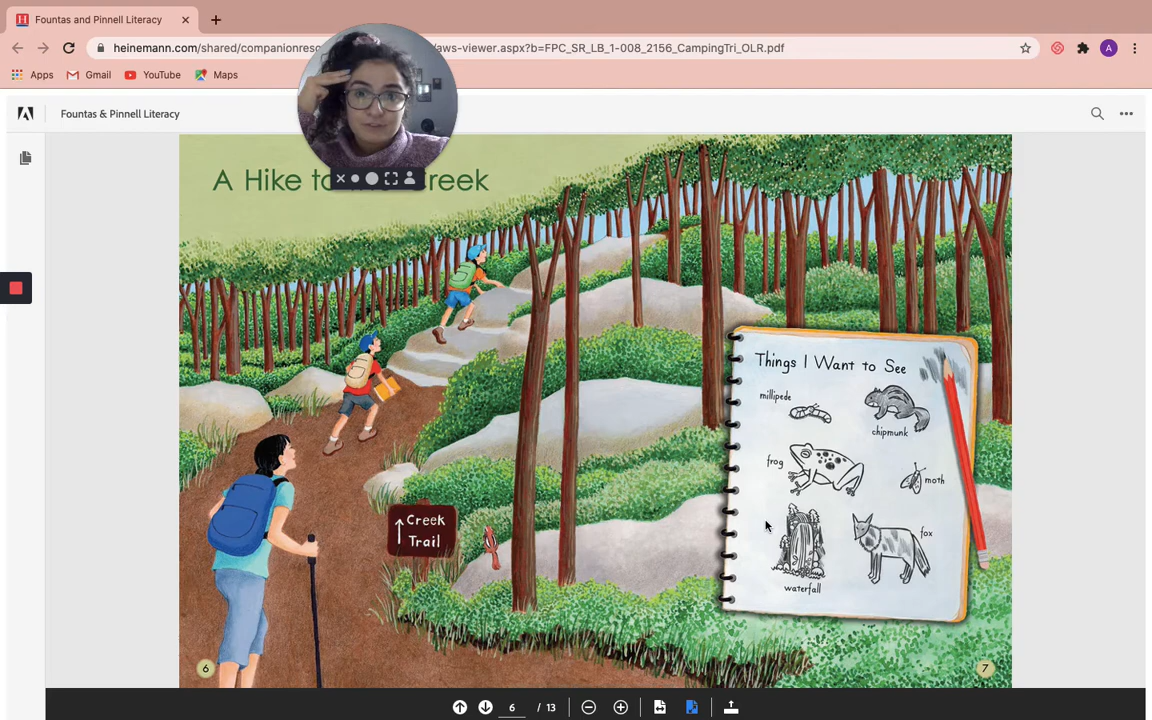 Fountas and Pinnell Literacy
heinemann.com/shared/companionreso
/aws-viewer.aspx?b=FPC_SR_LB_1-008_2156_CampingTri_OLR.pdf
A
Apps
Gmail
YouTube
Maps
Fountas & Pinnell Literacy
A Hike to
reek
Things I Want to See
millipede
chipmunk
frog
moth
fox
waterfall
Creek
Trail
6
7
6 / 13